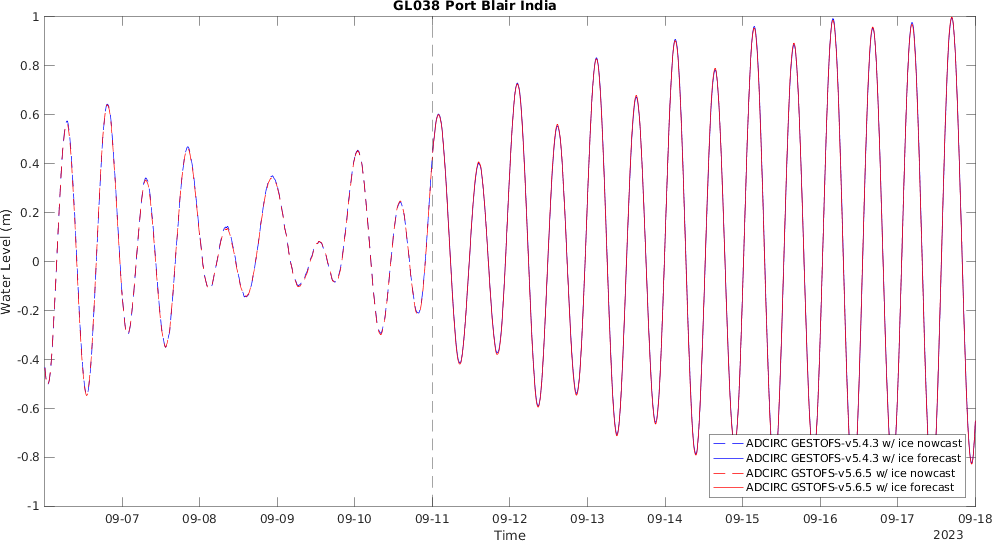 GL038 Port Blair India
Water Level (m)
1
0.8
0.6
0.4
0.2
0
-0.2
-0.4
-0.6
-0.8
-1
ADCIRC GESTOFS-v5.4.3 w/ ice nowcast
ADCIRC GESTOFS-v5.4.3 w/ ice forecast
ADCIRC GSTOFS-v5.6.5 w/ ice nowcast
ADCIRC GSTOFS-v5.6.5 w/ ice forecast
09-07 09-08 09-09 09-10 09-11 09-12 09-13 09-14 09-15 09-16 09-17 09-18
Time
2023